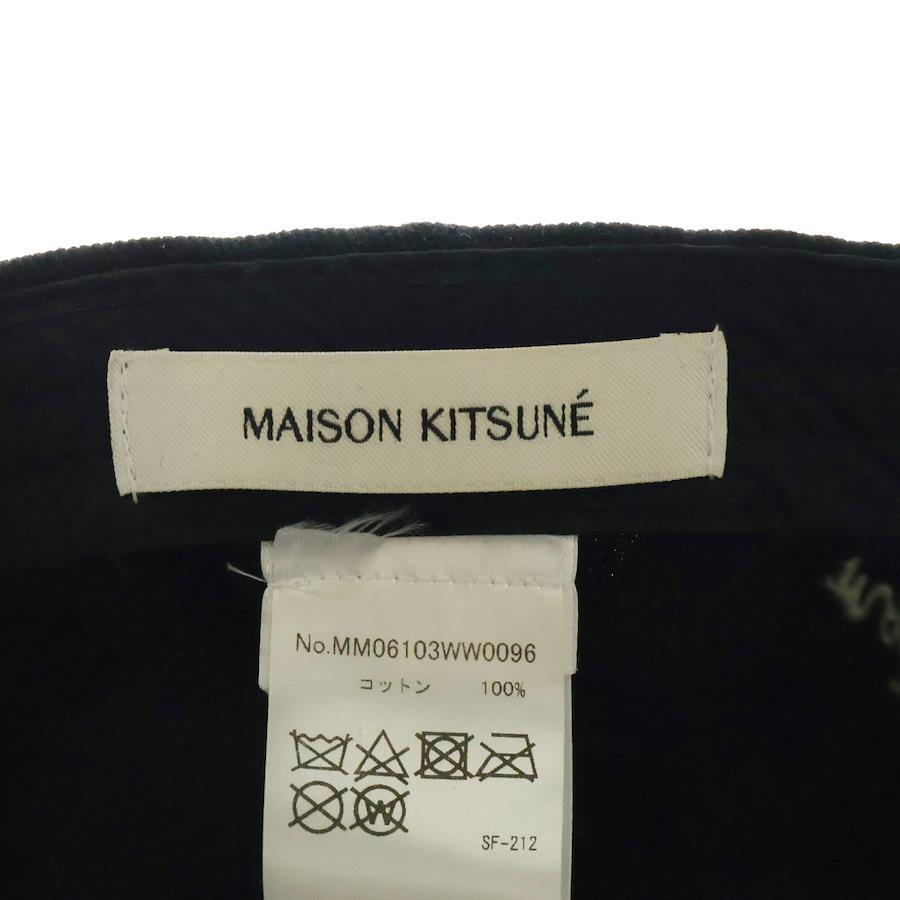 MAISON KITSUNÉ
No.MM06103WW0096
コットン 100%
W
SF-212